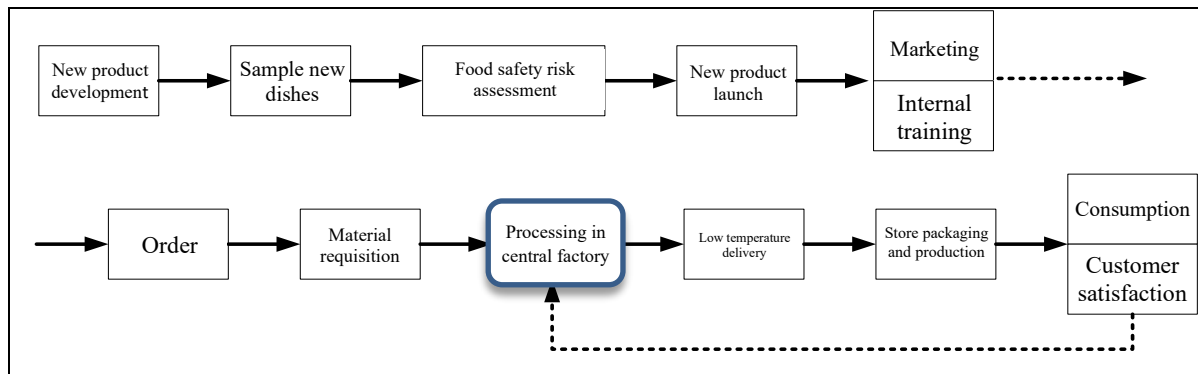 New product
development
Sample new
dishes
Food safety risk
assessment
New product
launch
Marketing
Internal
training
Order
Material
requisition
Processing in
central factory
Low temperature
delivery
Store packaging
and production
Consumption
Customer
satisfaction